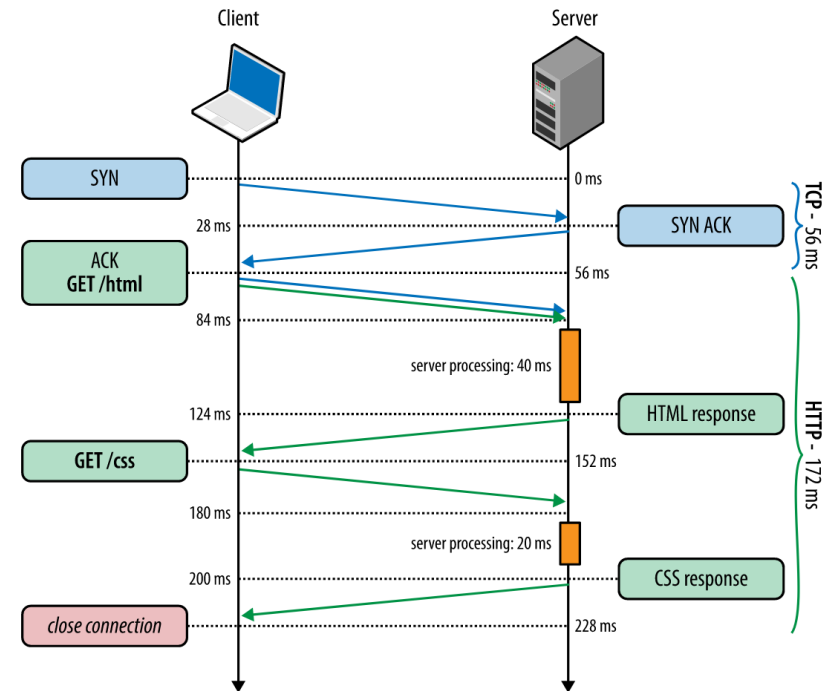 Client
Server
SYN
0 ms
28 ms
SYN ACK
TCP - 56 ms
ACK
GET /html
56 ms
84 ms
server processing: 40 ms
124 ms
HTML response
HTTP - 172 ms
GET /css
152 ms
180 ms
server processing: 20 ms
200 ms
CSS response
close connection
228 ms